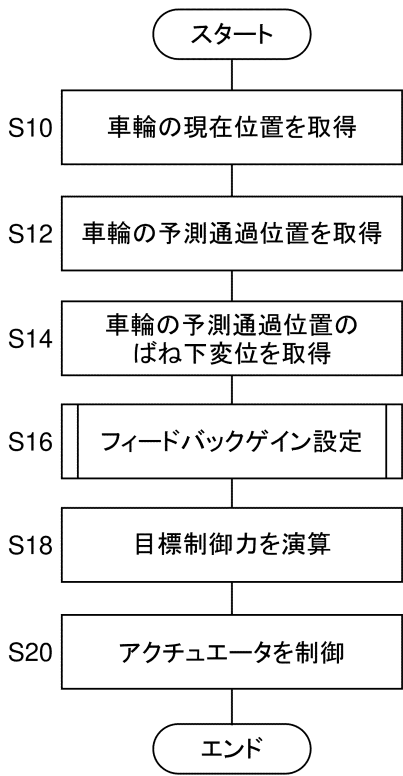 スタート
S10
車輪の現在位置を取得
S12
車輪の予測通過位置を取得
S14
車輪の予測通過位置の
ばね下変位を取得
S16
フィードバックゲイン設定
S18
目標制御力を演算
S20
アクチュエータを制御
エンド